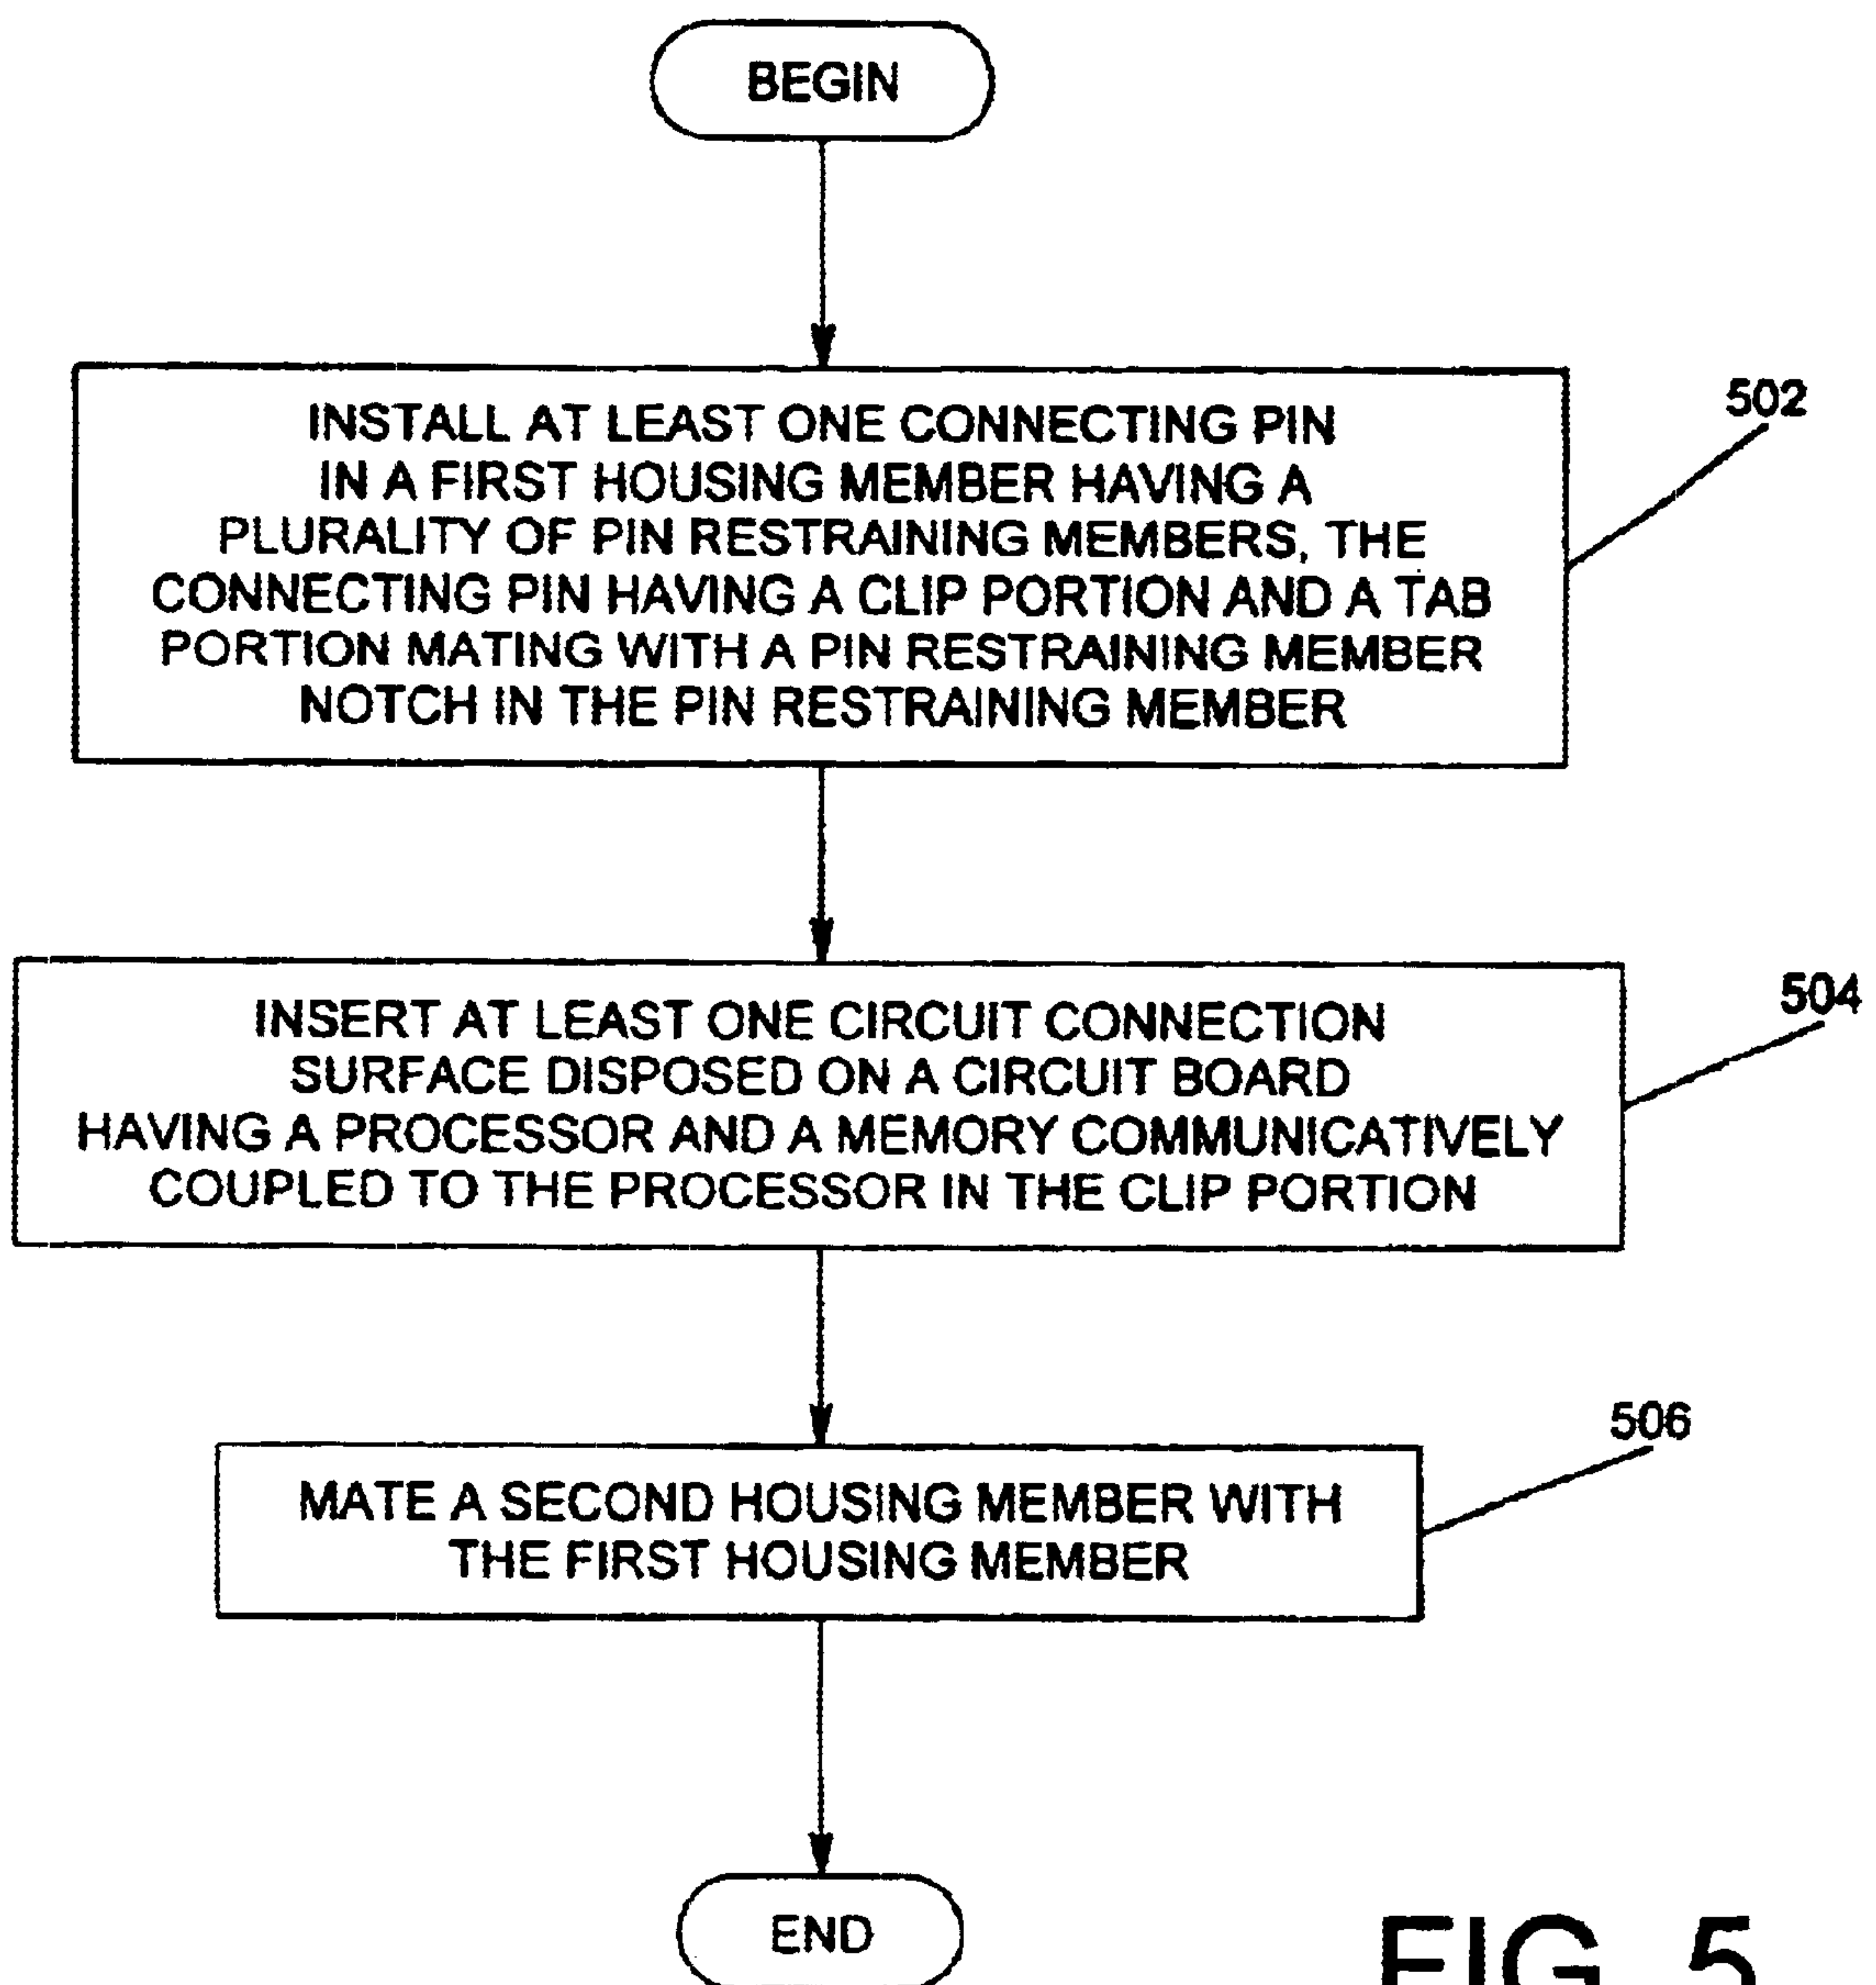 BEGIN
INSTALL AT LEAST ONE CONNECTING PIN
IN A FIRST HOUSING MEMBER HAVING A
PLURALITY OF PIN RESTRAINING MEMBERS, THE
CONNECTING PIN HAVING A CLIP PORTION AND A TAB
PORTION MATING WITH A PIN RESTRAINING MEMBER
NOTCH IN THE PIN RESTRAINING MEMBER
502
INSERT AT LEAST ONE CIRCUIT CONNECTION
SURFACE DISPOSED ON A CIRCUIT BOARD
HAVING A PROCESSOR AND A MEMORY COMMUNICATIVELY
COUPLED TO THE PROCESSOR IN THE CLIP PORTION
504
MATE A SECOND HOUSING MEMBER WITH
THE FIRST HOUSING MEMBER
506
END
FIG. 5